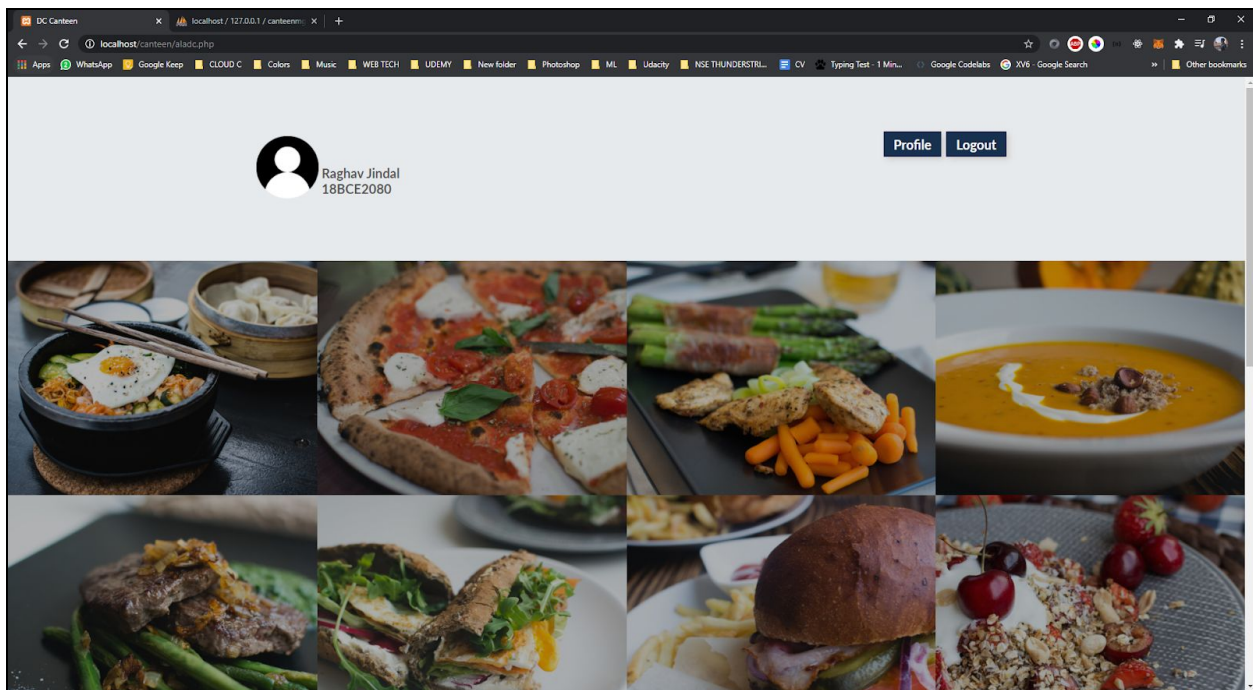 DC Canteen
localhost / 127.0.0.1 / canteenm
localhost/canteen/aladc.php
ABP
Apps WhatsApp Google Keep CLOUD C Colors Music WEB TECH UDEMY New folder Photoshop ML Udacity NSE THUNDERSTRI... CV Typing Test - 1 Min... Google Codelabs XV6 - Google Search » Other bookmarks
Profile Logout
Raghav Jindal
18BCE2080